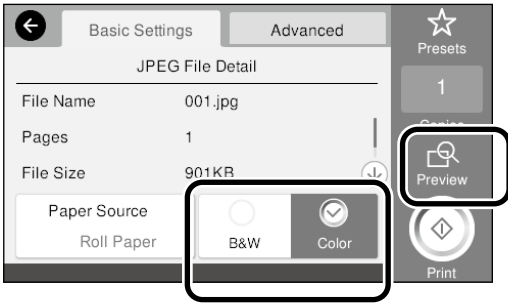 Basic Settings
Advanced
JPEG File Detail
File Name 001.jpg
Pages 1
File Size 901KB
Paper Source
Roll Paper
B&W
Color
Presets
1
Copies
Preview
Print